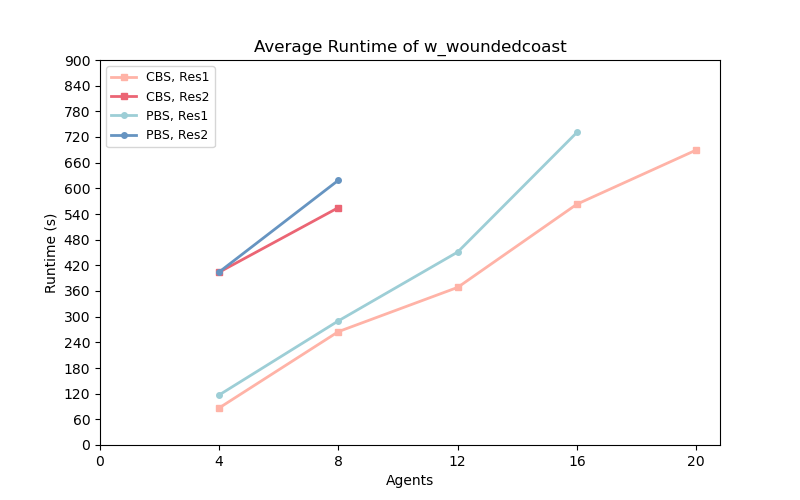 Average Runtime of w_woundedcoast
CBS, Res1
CBS, Res2
PBS, Res1
PBS, Res2
900
840
780
720
660
600
540
480
420
360
300
240
180
120
60
0
Runtime (s)
0 4 8 12 16 20
Agents